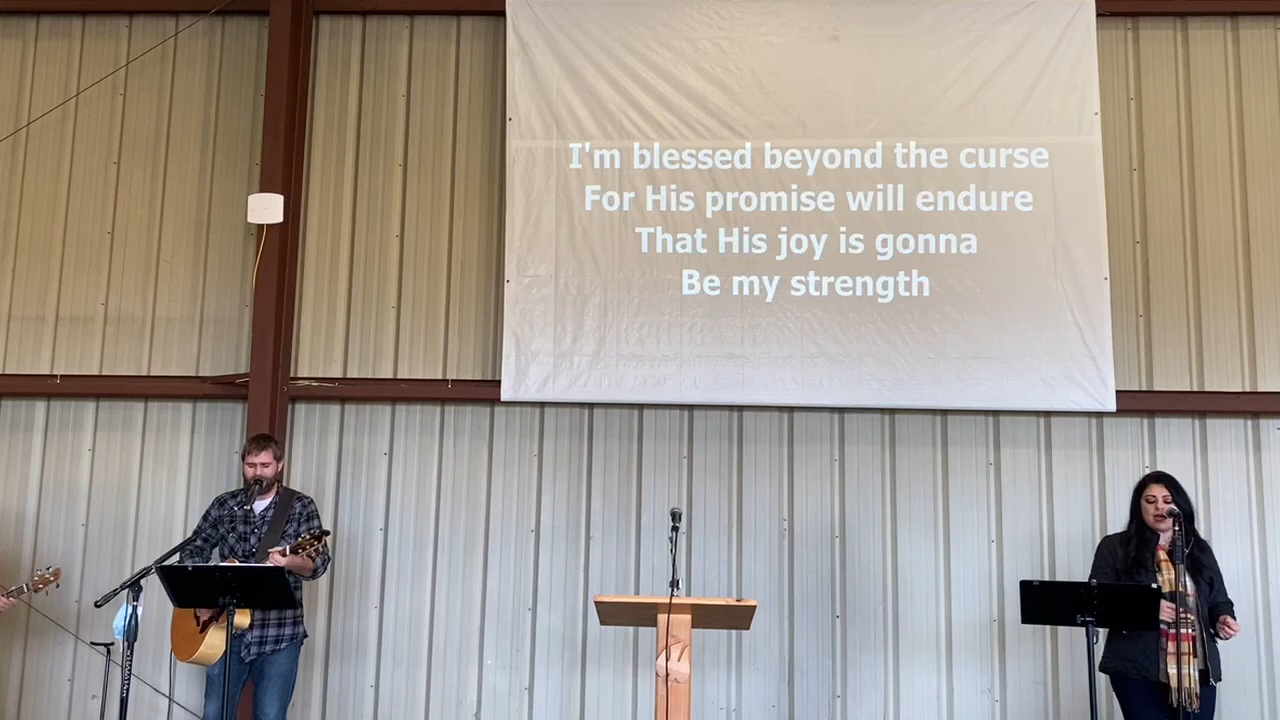 I'm blessed beyond the curse
For His promise will endure
That His joy is gonna
Be my strength